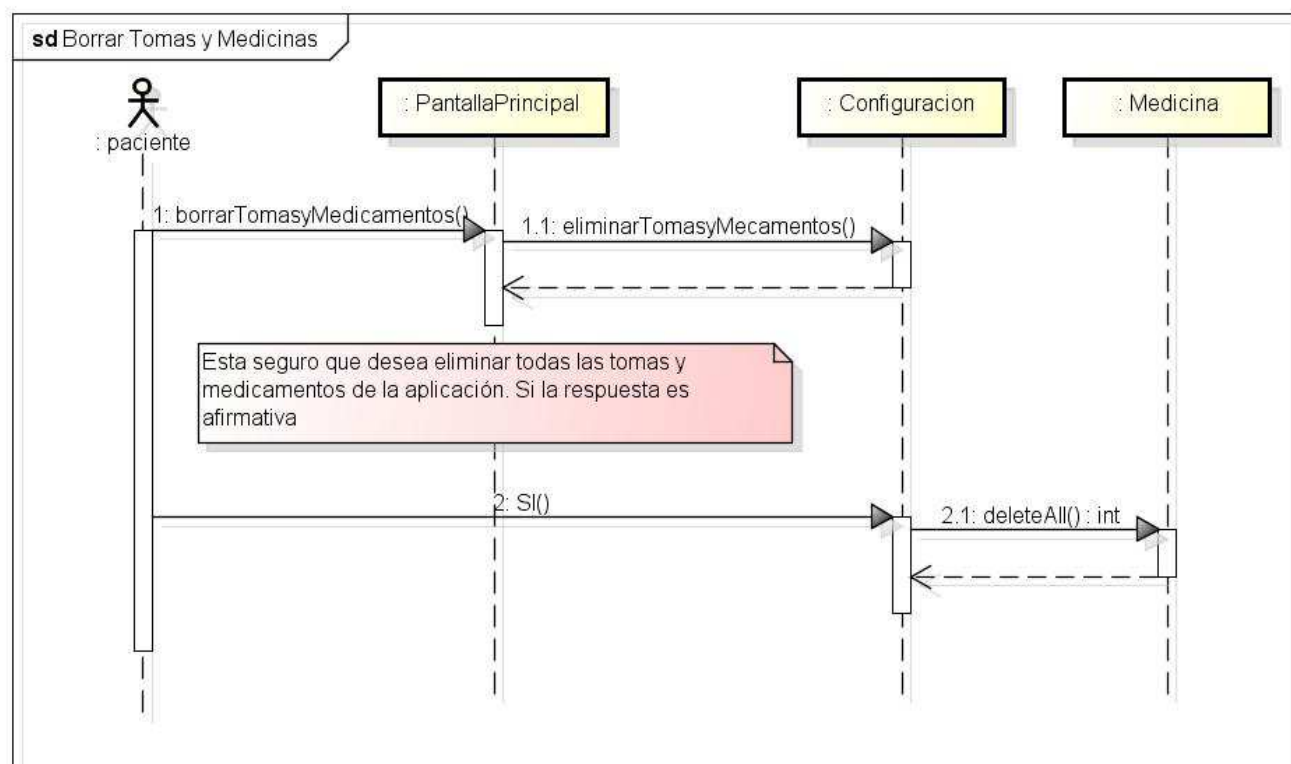 sd Borrar Tomas y Medicinas
: paciente
: PantallaPrincipal
: Configuracion
: Medicina
1: borrarTomasyMedicamentos()
1.1: eliminarTomasyMecamentos()
Esta seguro que desea eliminar todas las tomas y
medicamentos de la aplicación. Si la respuesta es
afirmativa
2: SI()
2.1: deleteAll() : int